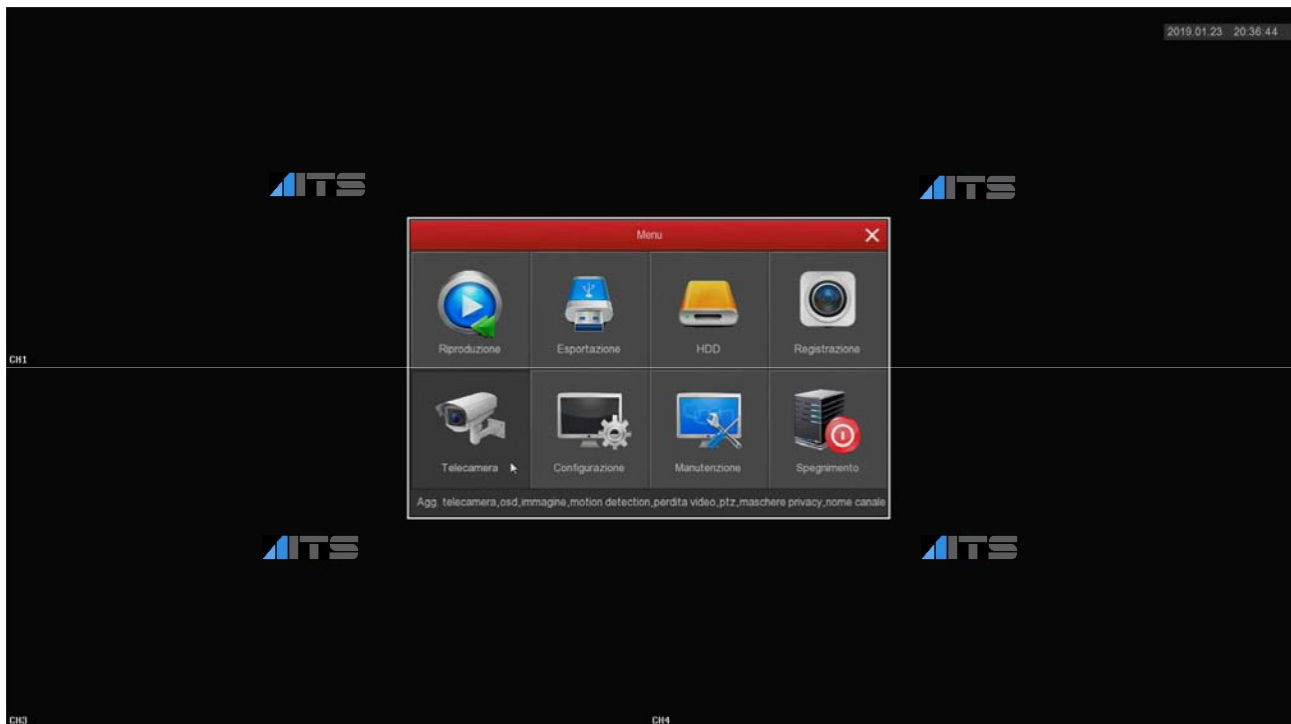 2019.01.23 20:36:44
ITS
ITS
Menu
Riproduzione
Esportazione
HDD
Registrazione
CH1
Telecamera
Configurazione
Manutenzione
Spegnimento
Agg. telecamera,osd,immagine,motion detection,perdita video,ptz,maschere privacy,nome canale
ITS
ITS
CH3
CH4